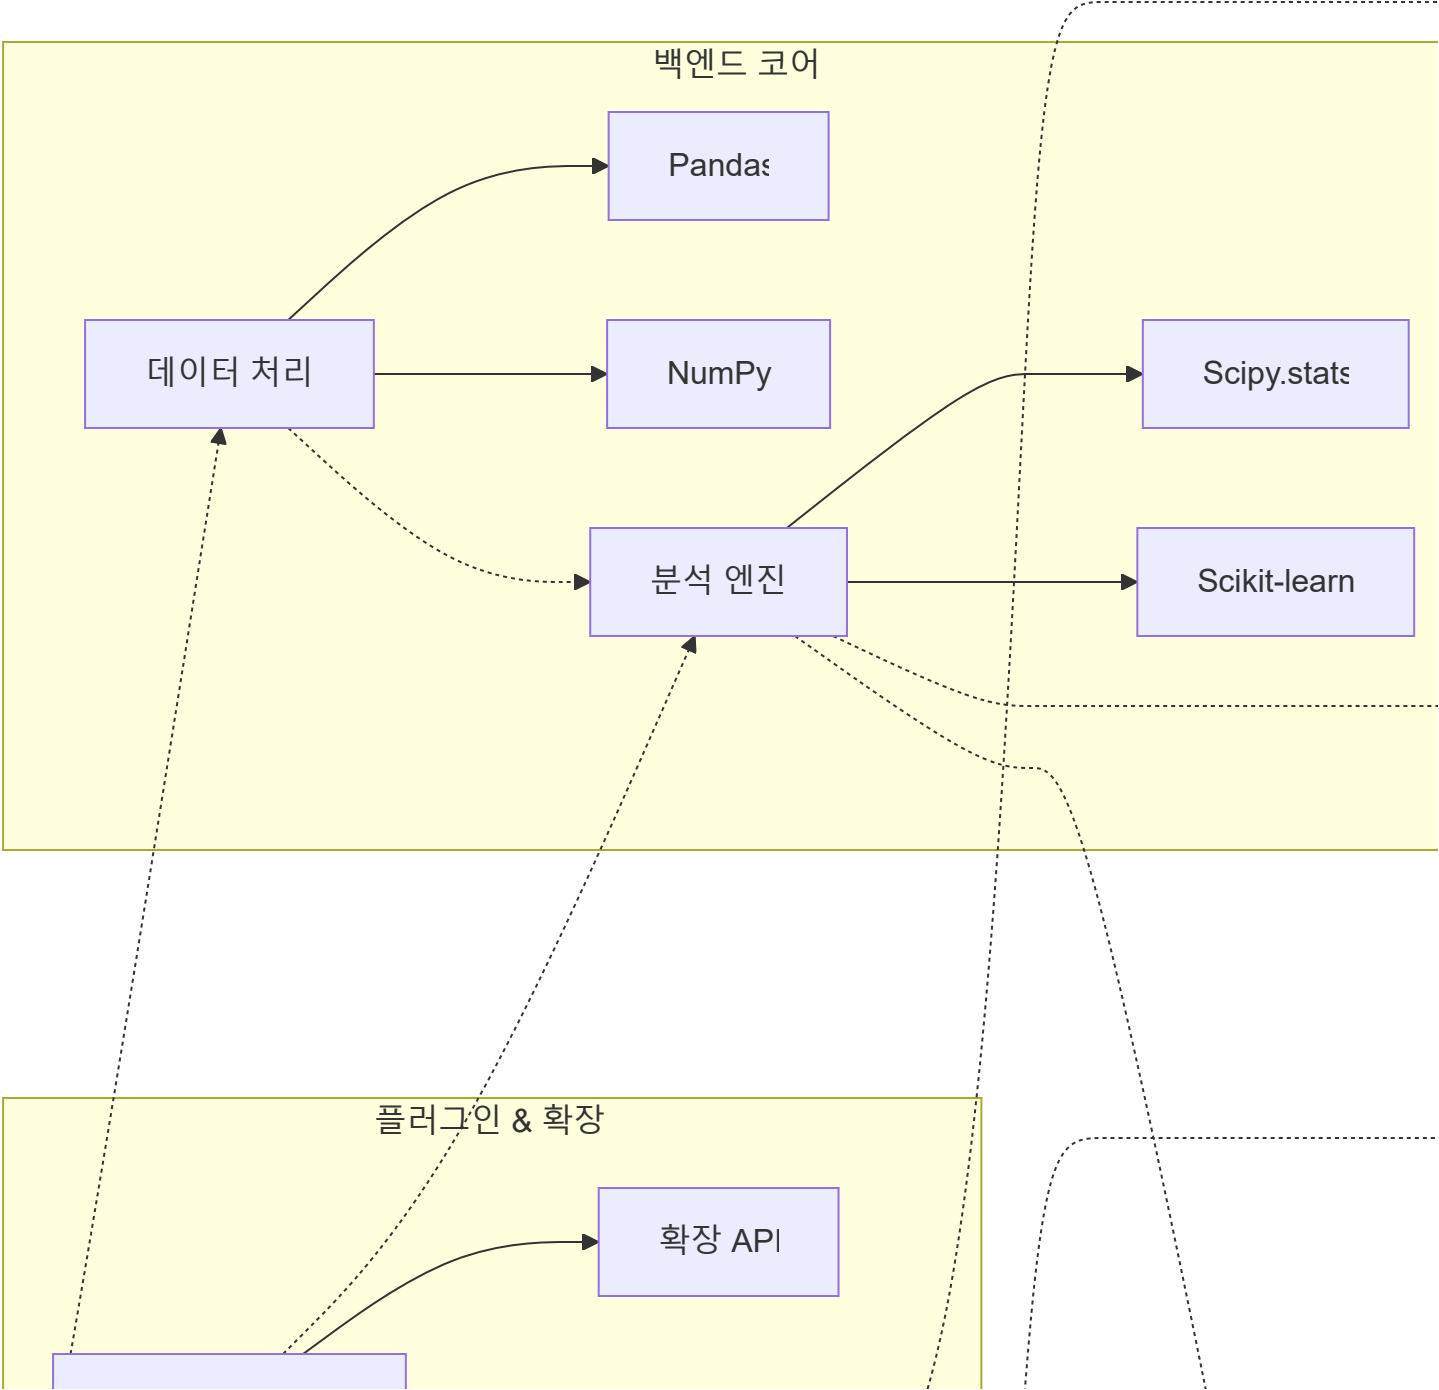 백엔드 코어
Pandas
데이터 처리
NumPy
Scipy.stats
분석 엔진
Scikit-learn
플러그인 & 확장
확장 API